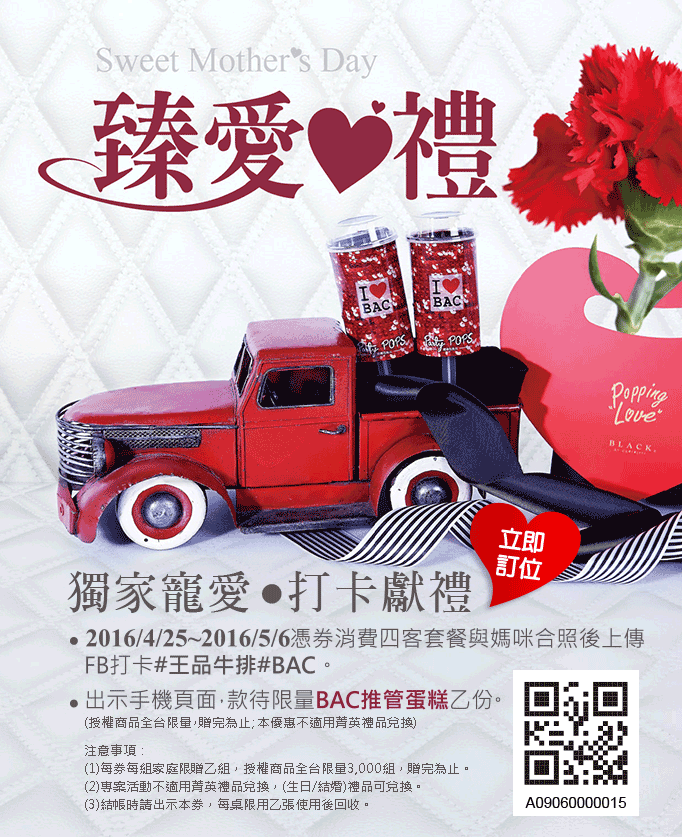 Sweet Mother's Day
臻愛♥禮
I ♥ BAC
Party POPS
I ♥ BAC
Party POPS
"Popping Love"
BLACK
立即
訂位
獨家寵愛●打卡獻禮
• 2016/4/25~2016/5/6憑券消費四客套餐與媽咪合照後上傳
FB打卡#王品牛排#BAC。
• 出示手機頁面,款待限量BAC推管蛋糕乙份。
(授權商品全台限量,贈完為止;本優惠不適用菁英禮品兌換)
注意事項：
(1)每券每組家庭限贈乙組，授權商品全台限量3,000組，贈完為止。
(2)專案活動不適用菁英禮品兌換，(生日/結婚)禮品可兌換。
(3)結帳時請出示本券，每桌限用乙張使用後回收。
A09060000015